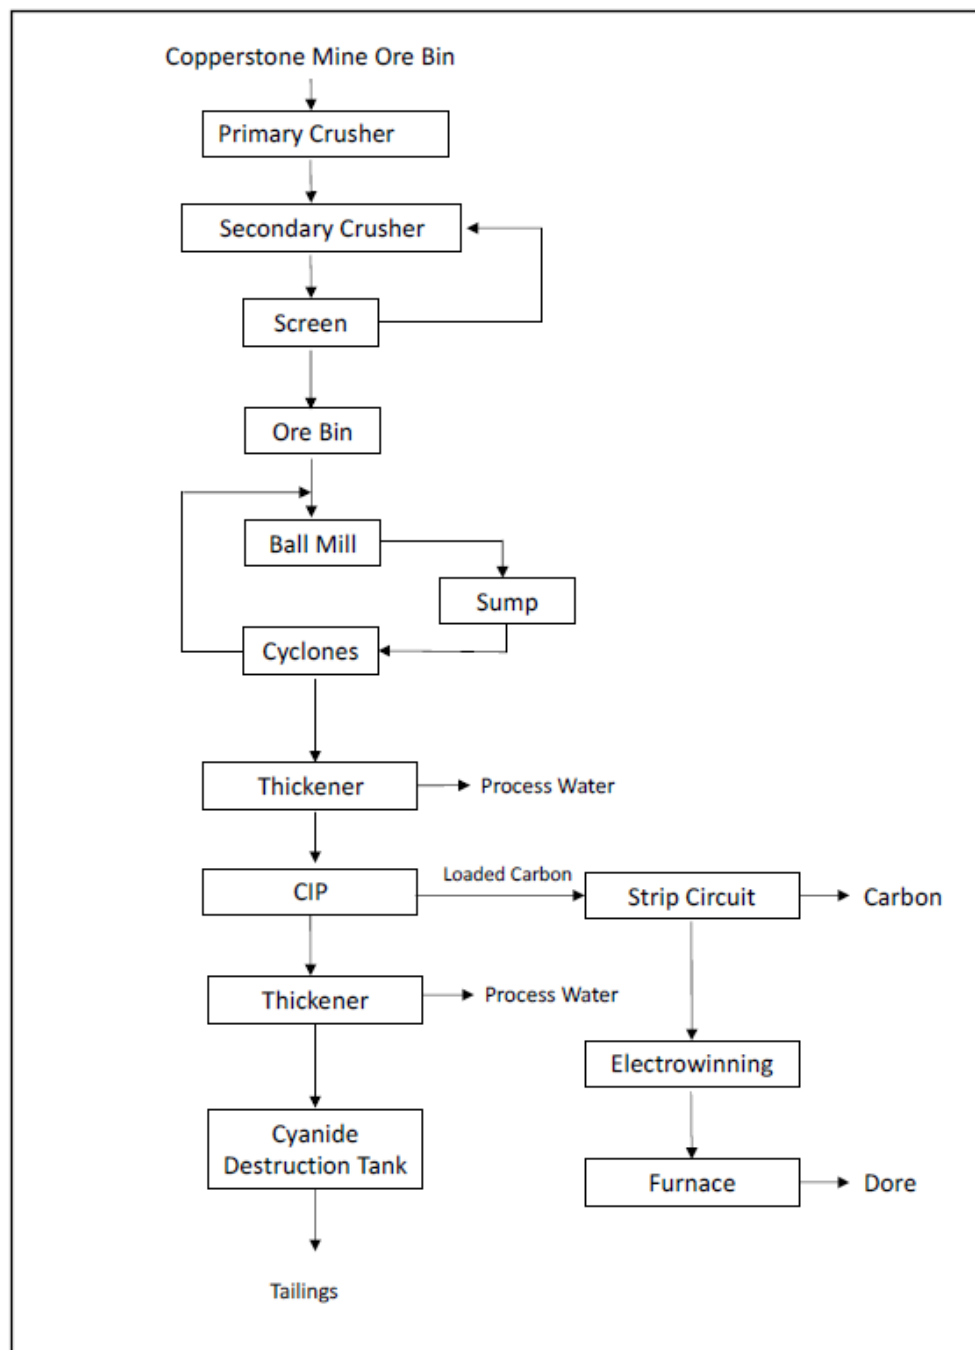 Copperstone Mine Ore Bin
Primary Crusher
Secondary Crusher
Screen
Ore Bin
Ball Mill
Sump
Cyclones
Thickener
Process Water
CIP
Loaded Carbon
Strip Circuit
Carbon
Thickener
Process Water
Electrowinning
Cyanide
Destruction Tank
Furnace
Dore
Tailings